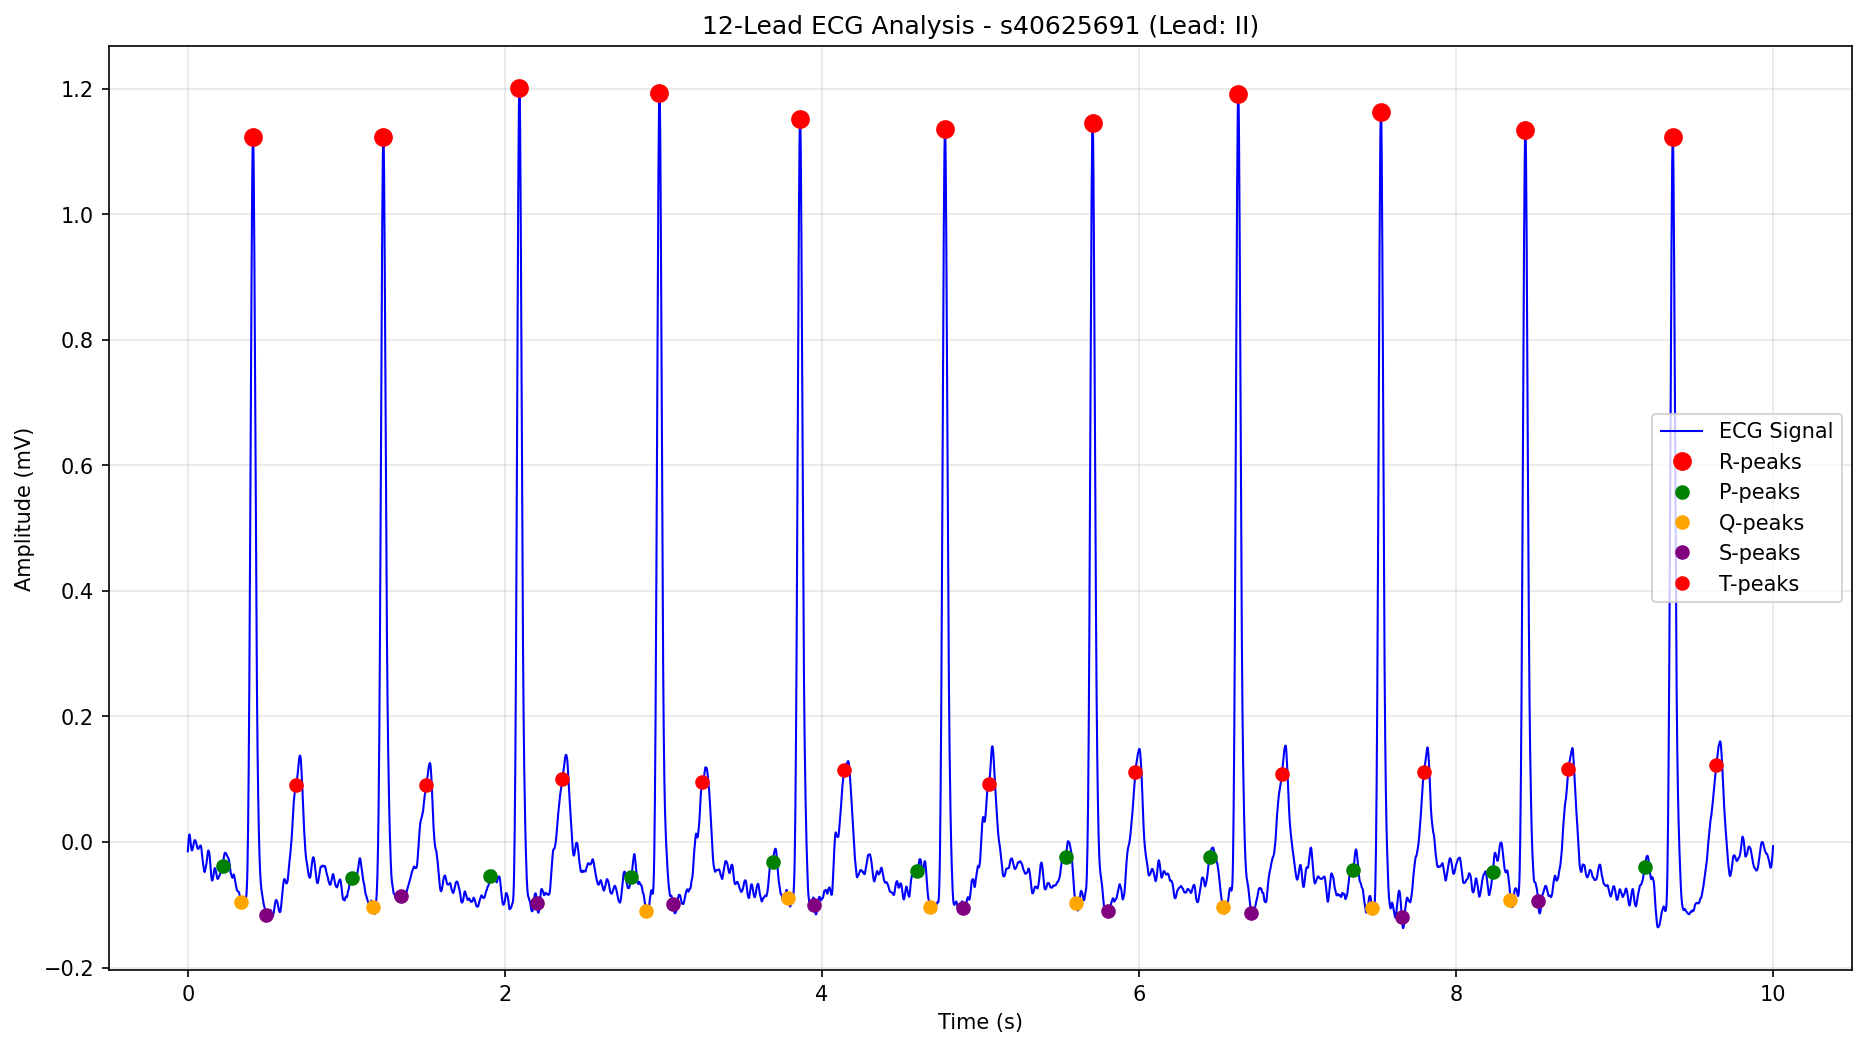 12-Lead ECG Analysis - s40625691 (Lead: II)
1.2
1.0
0.8
0.6
0.4
0.2
0.0
−0.2
Amplitude (mV)
ECG Signal
R-peaks
P-peaks
Q-peaks
S-peaks
T-peaks
0 2 4 6 8 10
Time (s)